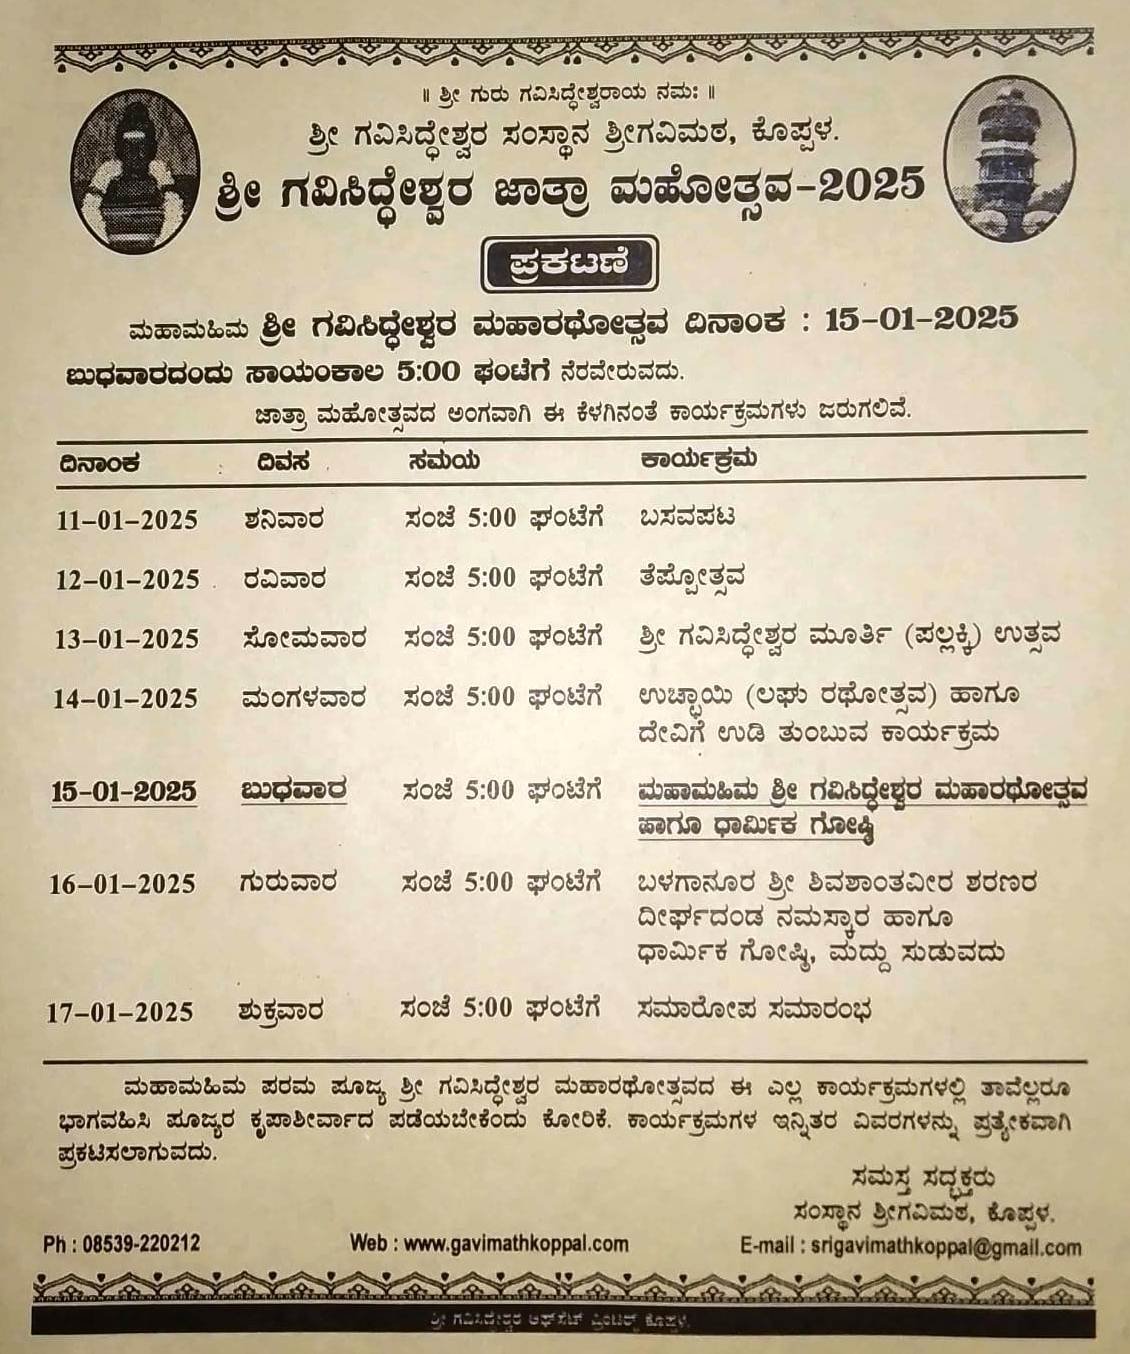 ॥ ಶ್ರೀ ಗುರು ಗವಿಸಿದ್ಧೇಶ್ವರಾಯ ನಮಃ ॥
ಶ್ರೀ ಗವಿಸಿದ್ಧೇಶ್ವರ ಸಂಸ್ಥಾನ ಶ್ರೀಗವಿಮಠ, ಕೊಪ್ಪಳ.
ಶ್ರೀ ಗವಿಸಿದ್ಧೇಶ್ವರ ಜಾತ್ರಾ ಮಹೋತ್ಸವ-2025
ಪ್ರಕಟಣೆ
ಮಹಾಮಹಿಮ ಶ್ರೀ ಗವಿಸಿದ್ಧೇಶ್ವರ ಮಹಾರಥೋತ್ಸವ ದಿನಾಂಕ : 15-01-2025
ಬುಧವಾರದಂದು ಸಾಯಂಕಾಲ 5:00 ಘಂಟೆಗೆ ನೆರವೇರುವದು.
ಜಾತ್ರಾ ಮಹೋತ್ಸವದ ಅಂಗವಾಗಿ ಈ ಕೆಳಗಿನಂತೆ ಕಾರ್ಯಕ್ರಮಗಳು ಜರುಗಲಿವೆ.
ದಿನಾಂಕ ದಿವಸ ಸಮಯ ಕಾರ್ಯಕ್ರಮ
11-01-2025 ಶನಿವಾರ ಸಂಜೆ 5:00 ಘಂಟೆಗೆ ಬಸವಪಟ
12-01-2025 ರವಿವಾರ ಸಂಜೆ 5:00 ಘಂಟೆಗೆ ತೆಪ್ಪೋತ್ಸವ
13-01-2025 ಸೋಮವಾರ ಸಂಜೆ 5:00 ಘಂಟೆಗೆ ಶ್ರೀ ಗವಿಸಿದ್ಧೇಶ್ವರ ಮೂರ್ತಿ (ಪಲ್ಲಕ್ಕಿ) ಉತ್ಸವ
14-01-2025 ಮಂಗಳವಾರ ಸಂಜೆ 5:00 ಘಂಟೆಗೆ ಉಚ್ಛಾಯಿ (ಲಘು ರಥೋತ್ಸವ) ಹಾಗೂ
ದೇವಿಗೆ ಉಡಿ ತುಂಬುವ ಕಾರ್ಯಕ್ರಮ
15-01-2025 ಬುಧವಾರ ಸಂಜೆ 5:00 ಘಂಟೆಗೆ ಮಹಾಮಹಿಮ ಶ್ರೀ ಗವಿಸಿದ್ಧೇಶ್ವರ ಮಹಾರಥೋತ್ಸವ
ಹಾಗೂ ಧಾರ್ಮಿಕ ಗೋಷ್ಠಿ
16-01-2025 ಗುರುವಾರ ಸಂಜೆ 5:00 ಘಂಟೆಗೆ ಬಳಗಾನೂರ ಶ್ರೀ ಶಿವಶಾಂತವೀರ ಶರಣರ
ದೀರ್ಘದಂಡ ನಮಸ್ಕಾರ ಹಾಗೂ
ಧಾರ್ಮಿಕ ಗೋಷ್ಠಿ, ಮದ್ದು ಸುಡುವದು
17-01-2025 ಶುಕ್ರವಾರ ಸಂಜೆ 5:00 ಘಂಟೆಗೆ ಸಮಾರೋಪ ಸಮಾರಂಭ
ಮಹಾಮಹಿಮ ಪರಮ ಪೂಜ್ಯ ಶ್ರೀ ಗವಿಸಿದ್ಧೇಶ್ವರ ಮಹಾರಥೋತ್ಸವದ ಈ ಎಲ್ಲ ಕಾರ್ಯಕ್ರಮಗಳಲ್ಲಿ ತಾವೆಲ್ಲರೂ
ಭಾಗವಹಿಸಿ ಪೂಜ್ಯರ ಕೃಪಾಶೀರ್ವಾದ ಪಡೆಯಬೇಕೆಂದು ಕೋರಿಕೆ. ಕಾರ್ಯಕ್ರಮಗಳ ಇನ್ನಿತರ ವಿವರಗಳನ್ನು ಪ್ರತ್ಯೇಕವಾಗಿ
ಪ್ರಕಟಿಸಲಾಗುವದು.
ಸಮಸ್ತ ಸದ್ಭಕ್ತರು
ಸಂಸ್ಥಾನ ಶ್ರೀಗವಿಮಠ, ಕೊಪ್ಪಳ.
Ph : 08539-220212 Web : www.gavimathkoppal.com E-mail : srigavimathkoppal@gmail.com
ಶ್ರೀ ಗವಿಸಿದ್ಧೇಶ್ವರ ಆಫ್‌ಸೆಟ್ ಪ್ರಿಂಟರ್ಸ್ ಕೊಪ್ಪಳ.